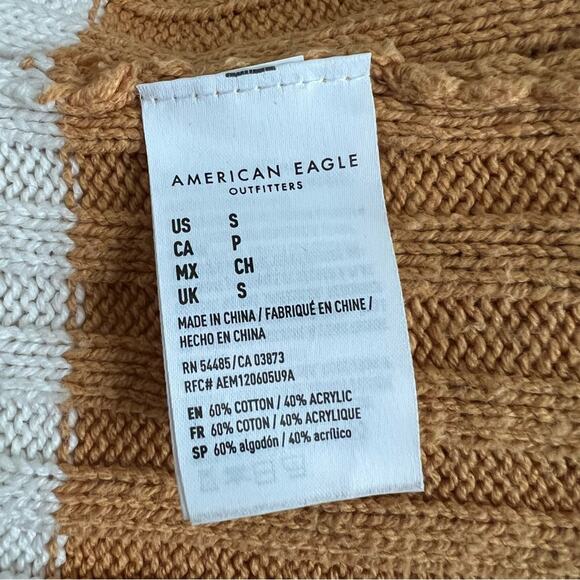 AMERICAN EAGLE
OUTFITTERS
US S
CA P
MX CH
UK S
MADE IN CHINA / FABRIQUÉ EN CHINE /
HECHO EN CHINA
RN 54485/CA 03873
RFC# AEM120605U9A
EN 60% COTTON / 40% ACRYLIC
FR 60% COTON / 40% ACRYLIQUE
SP 60% algodón / 40% acrílico